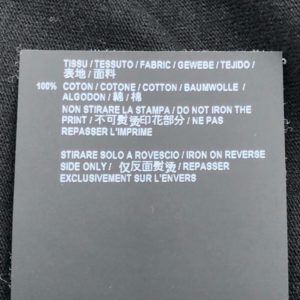 TISSU / TESSUTO / FABRIC / GEWEBE / TEJIDO /
表地 / 面料
100% COTON / COTONE / COTTON / BAUMWOLLE /
ALGODON / 綿 / 棉
NON STIRARE LA STAMPA / DO NOT IRON THE
PRINT / 不可熨烫印花部分 / NE PAS
REPASSER L'IMPRIME
STIRARE SOLO A ROVESCIO / IRON ON REVERSE
SIDE ONLY / 仅反面熨烫 / REPASSER
EXCLUSIVEMENT SUR L'ENVERS